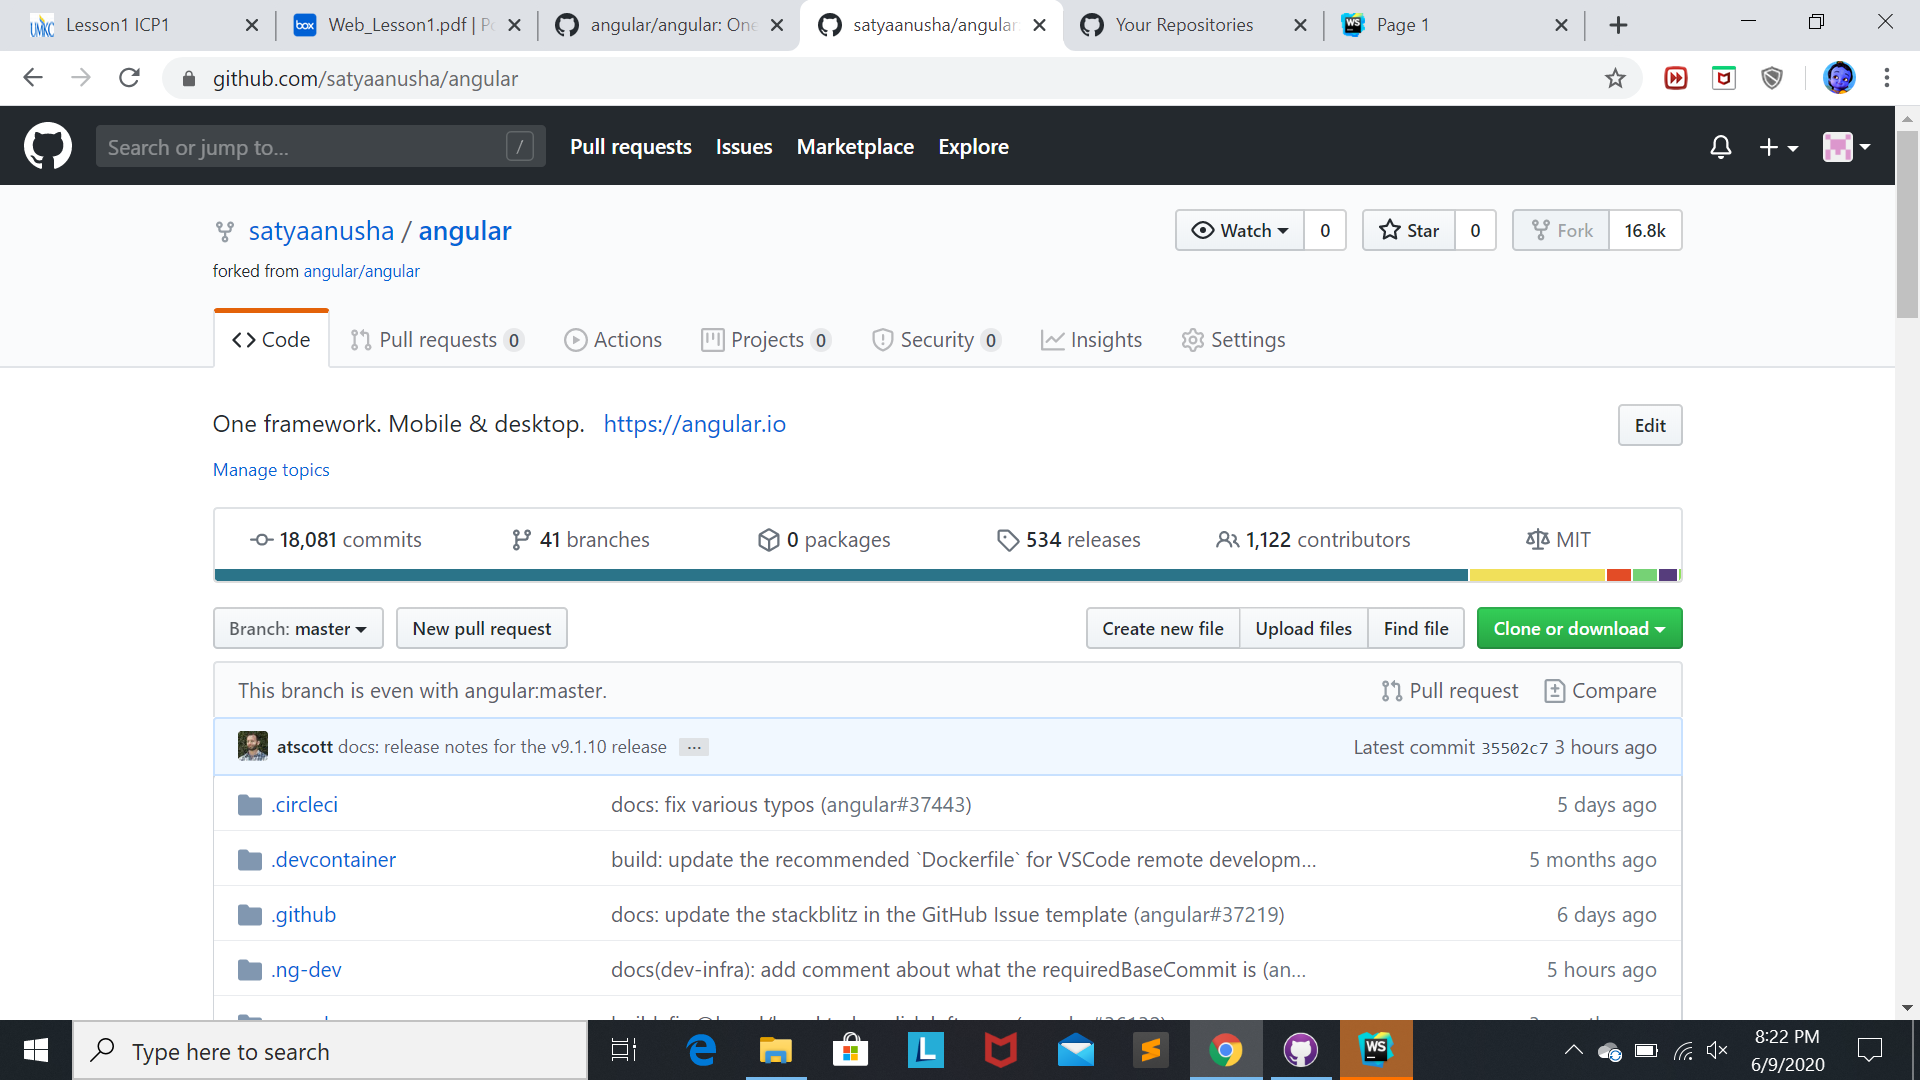 Lesson1 ICP1
Web_Lesson1.pdf | Po
angular/angular: One
satyaanusha/angular
Your Repositories
Page 1
github.com/satyaanusha/angular
Search or jump to...
/
Pull requests
Issues
Marketplace
Explore
satyaanusha / angular
Watch 0
Star 0
Fork 16.8k
forked from angular/angular
Code
Pull requests 0
Actions
Projects 0
Security 0
Insights
Settings
One framework. Mobile & desktop. https://angular.io
Edit
Manage topics
18,081 commits
41 branches
0 packages
534 releases
1,122 contributors
MIT
Branch: master
New pull request
Create new file
Upload files
Find file
Clone or download
This branch is even with angular:master.
Pull request
Compare
atscott docs: release notes for the v9.1.10 release ...
Latest commit 35502c7 3 hours ago
.circleci docs: fix various typos (angular#37443) 5 days ago
.devcontainer build: update the recommended `Dockerfile` for VSCode remote developm... 5 months ago
.github docs: update the stackblitz in the GitHub Issue template (angular#37219) 6 days ago
.ng-dev docs(dev-infra): add comment about what the requiredBaseCommit is (an... 5 hours ago
Type here to search
L
WS
8:22 PM
6/9/2020